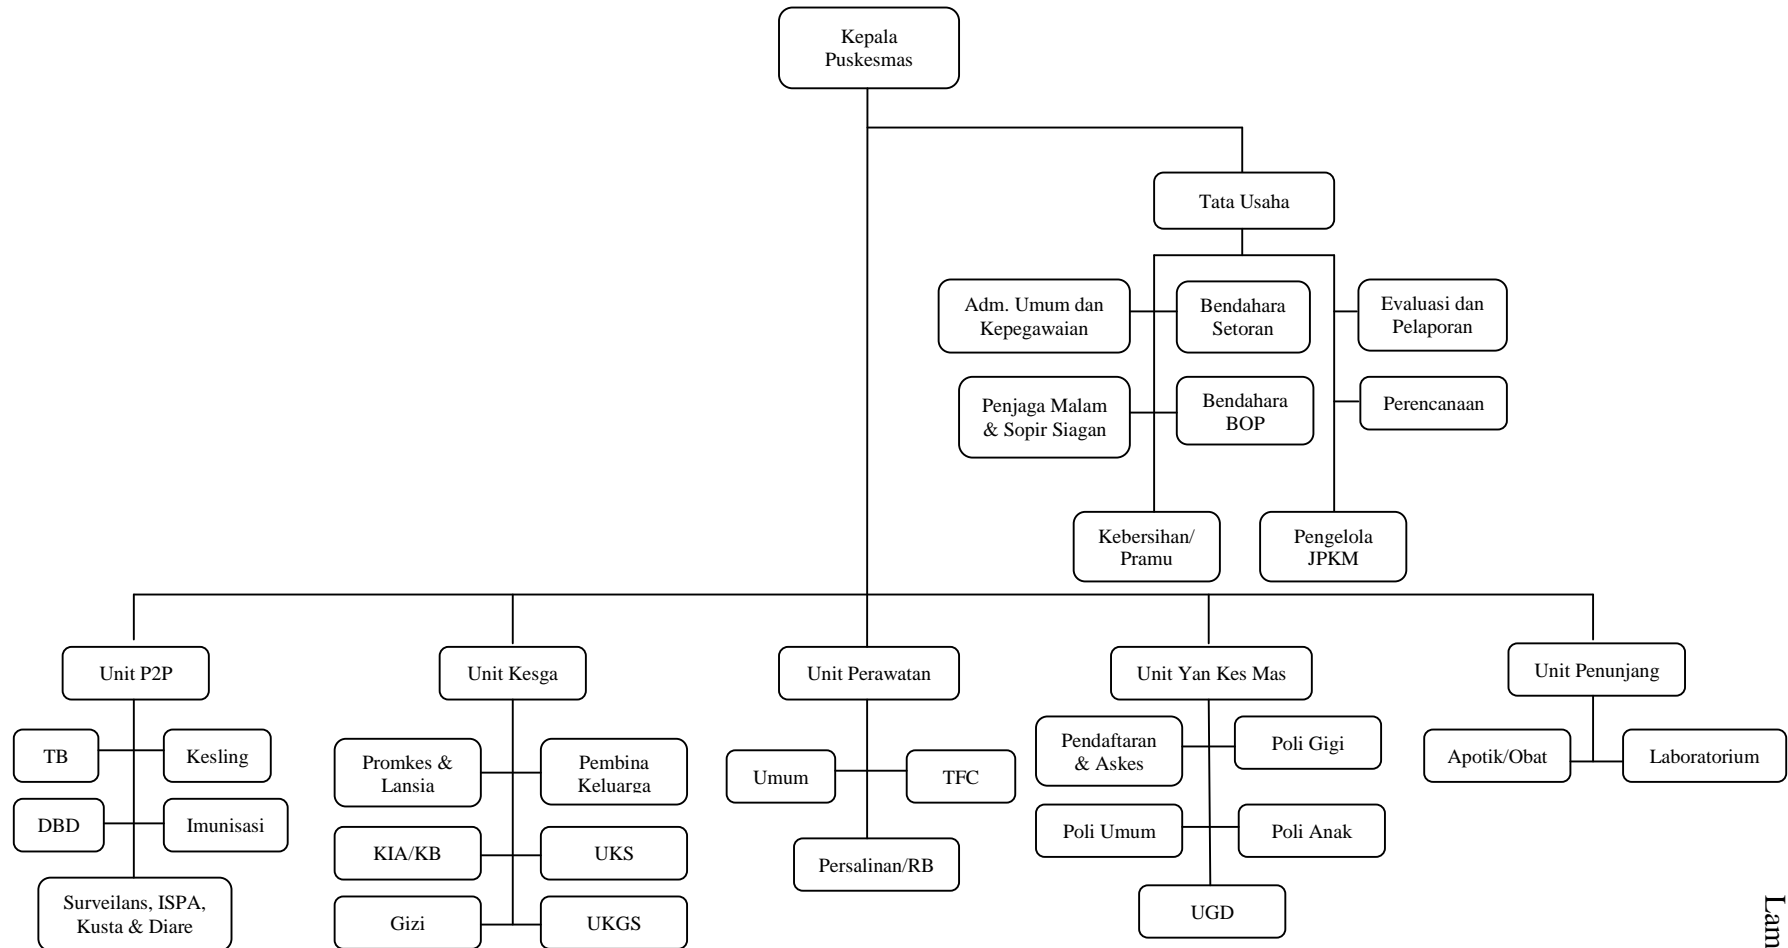 Kepala
Puskesmas
Tata Usaha
Adm. Umum dan
Kepegawaian
Bendahara
Setoran
Evaluasi dan
Pelaporan
Penjaga Malam
& Sopir Siagan
Bendahara
BOP
Perencanaan
Kebersihan/
Pramu
Pengelola
JPKM
Unit P2P
Unit Kesga
Unit Perawatan
Unit Yan Kes Mas
Unit Penunjang
TB
Kesling
DBD
Imunisasi
Surveilans, ISPA,
Kusta & Diare
Promkes &
Lansia
Pembina
Keluarga
KIA/KB
UKS
Gizi
UKGS
Umum
TFC
Persalinan/RB
Pendaftaran
& Askes
Poli Gigi
Poli Umum
Poli Anak
UGD
Apotik/Obat
Laboratorium
Lam